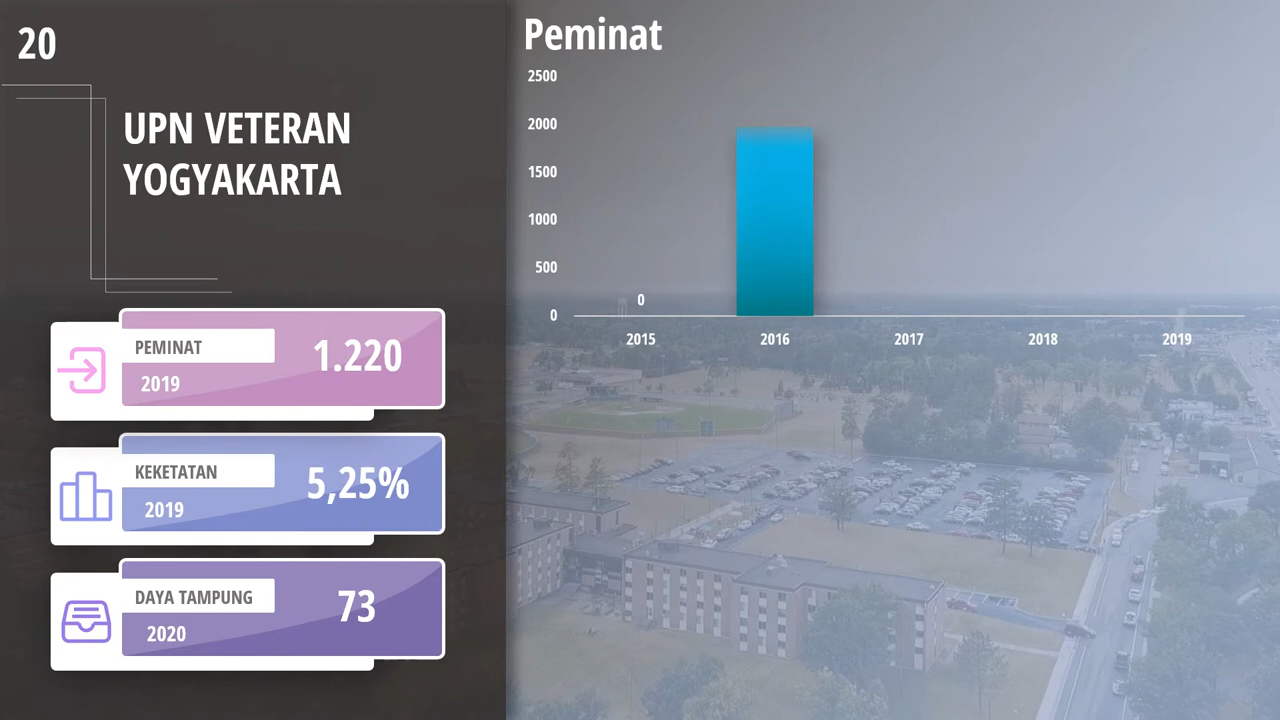 20
UPN VETERAN
YOGYAKARTA
PEMINAT
2019
1.220
KEKETATAN
2019
5,25%
DAYA TAMPUNG
2020
73
Peminat
2500
2000
1500
1000
500
0
0
2015 2016 2017 2018 2019